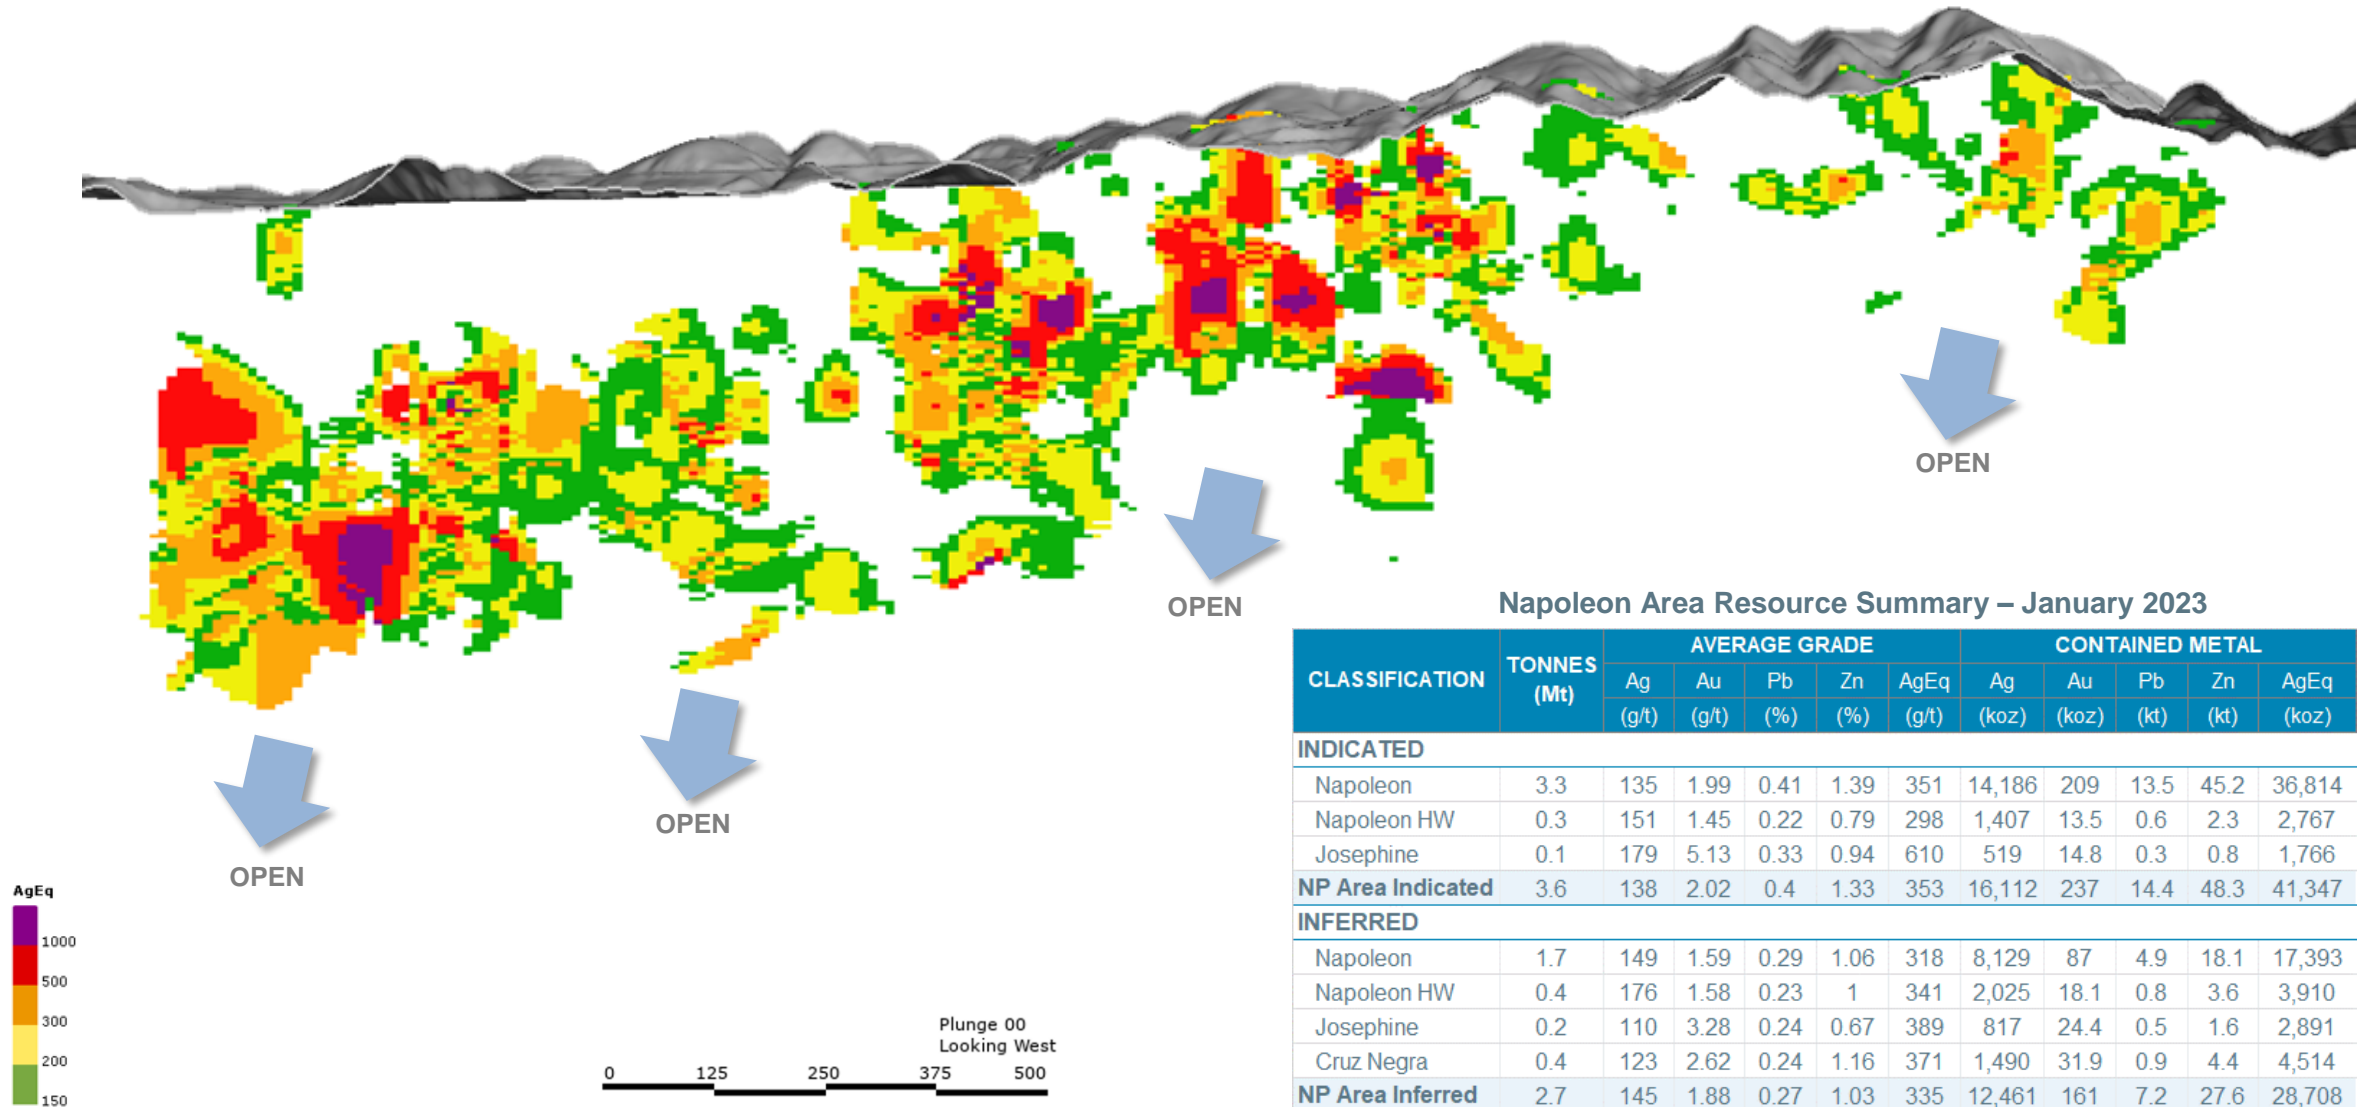 OPEN
OPEN
OPEN
OPEN
AgEq
1000
500
300
200
150
Plunge 00
Looking West
0 125 250 375 500
Napoleon Area Resource Summary – January 2023
CLASSIFICATION TONNES (Mt) AVERAGE GRADE CONTAINED METAL
Ag Au Pb Zn AgEq Ag Au Pb Zn AgEq
(g/t) (g/t) (%) (%) (g/t) (koz) (koz) (kt) (kt) (koz)
INDICATED
Napoleon 3.3 135 1.99 0.41 1.39 351 14,186 209 13.5 45.2 36,814
Napoleon HW 0.3 151 1.45 0.22 0.79 298 1,407 13.5 0.6 2.3 2,767
Josephine 0.1 179 5.13 0.33 0.94 610 519 14.8 0.3 0.8 1,766
NP Area Indicated 3.6 138 2.02 0.4 1.33 353 16,112 237 14.4 48.3 41,347
INFERRED
Napoleon 1.7 149 1.59 0.29 1.06 318 8,129 87 4.9 18.1 17,393
Napoleon HW 0.4 176 1.58 0.23 1 341 2,025 18.1 0.8 3.6 3,910
Josephine 0.2 110 3.28 0.24 0.67 389 817 24.4 0.5 1.6 2,891
Cruz Negra 0.4 123 2.62 0.24 1.16 371 1,490 31.9 0.9 4.4 4,514
NP Area Inferred 2.7 145 1.88 0.27 1.03 335 12,461 161 7.2 27.6 28,708